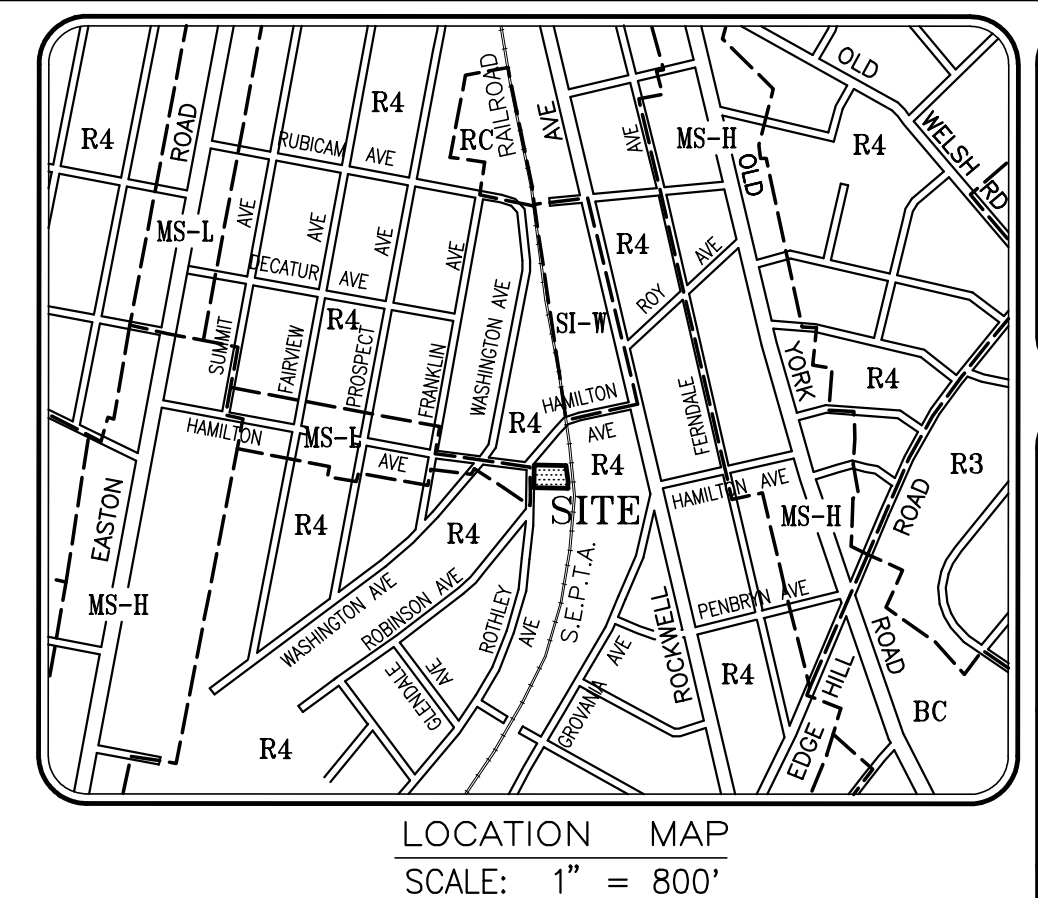 OLD
R4
ROAD
R4
RUBICAM AVE
RC
RAILROAD
AVE
AVE
MS-H
OLD
R4
WELSH RD
MS-L
AVE
AVE
AVE
AVE
R4
ROY AVE
DECATUR AVE
R4
WASHINGTON AVE
SI-W
SUMMIT
FAIRVIEW
PROSPECT
FRANKLIN
YORK
R4
HAMILTON
MS-L
AVE
R4
HAMILTON
AVE
R4
FERNDALE
R3
SITE
HAMILTON AVE
MS-H
ROAD
EASTON
R4
R4
MS-H
WASHINGTON AVE
ROBINSON AVE
ROTHLEY
AVE
S.E.P.T.A.
PENBRYN AVE
GLENDALE
AVE
GROVANIA AVE
ROCKWELL
R4
ROAD
R4
EDGE HILL
BC
LOCATION MAP
SCALE: 1" = 800'